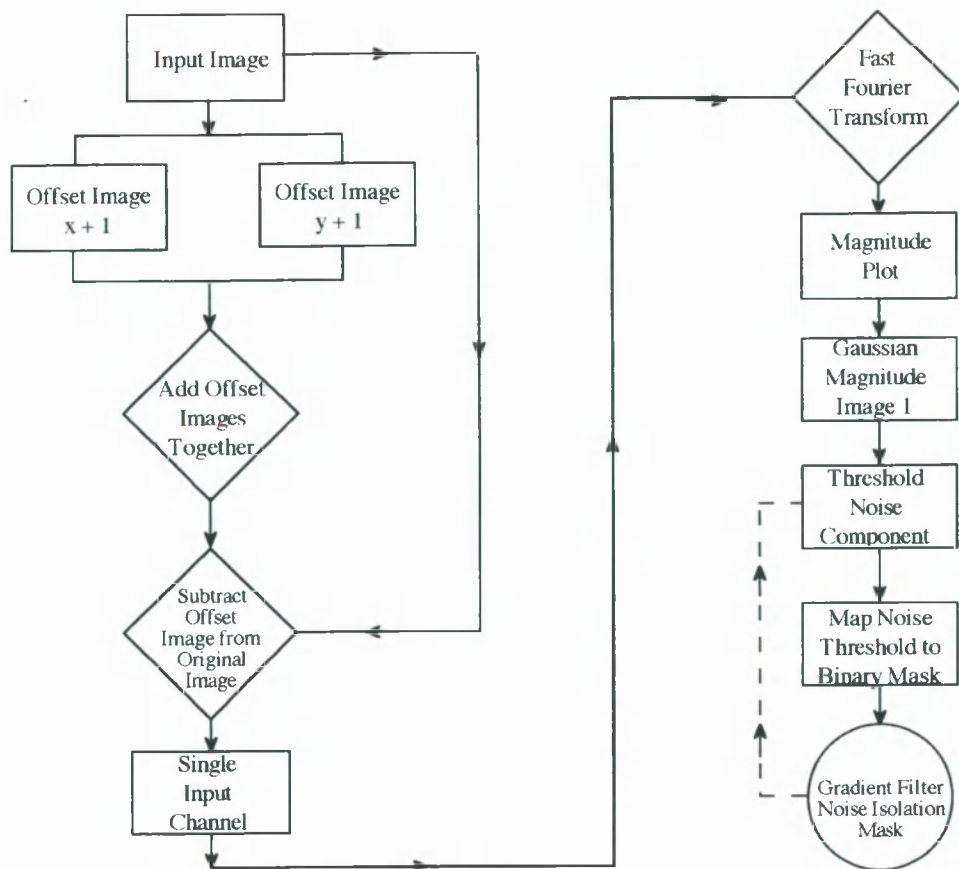 Input Image
Offset Image
x + 1
Offset Image
y + 1
Add Offset
Images
Together
Subtract
Offset
Image from
Original
Image
Single
Input
Channel
Fast
Fourier
Transform
Magnitude
Plot
Gaussian
Magnitude
Image 1
Threshold
Noise
Component
Map Noise
Threshold to
Binary Mask
Gradient Filter
Noise Isolation
Mask